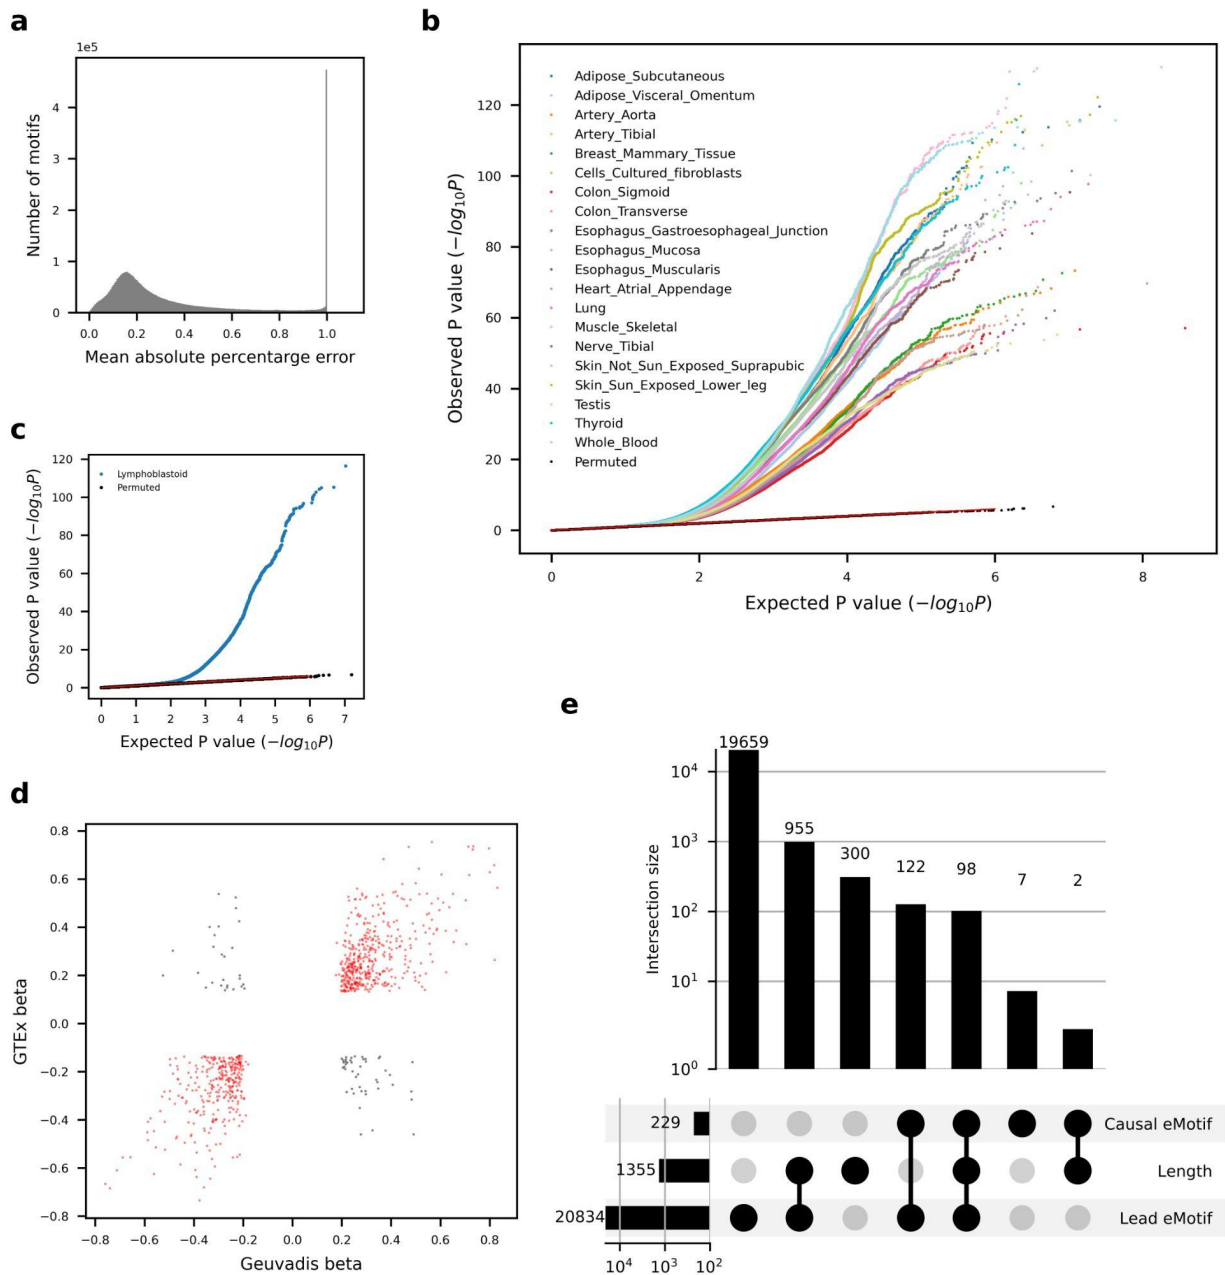 a
1e5
4
3
2
1
0
0.0 0.2 0.4 0.6 0.8 1.0
Number of motifs
Mean absolute percentarge error
b
120
100
80
60
40
20
0
0 2 4 6 8
Observed P value (−log10P)
Expected P value (−log10P)
Adipose_Subcutaneous
Adipose_Visceral_Omentum
Artery_Aorta
Artery_Tibial
Breast_Mammary_Tissue
Cells_Cultured_fibroblasts
Colon_Sigmoid
Colon_Transverse
Esophagus_Gastroesophageal_Junction
Esophagus_Mucosa
Esophagus_Muscularis
Heart_Atrial_Appendage
Lung
Muscle_Skeletal
Nerve_Tibial
Skin_Not_Sun_Exposed_Suprapubic
Skin_Sun_Exposed_Lower_leg
Testis
Thyroid
Whole_Blood
Permuted
c
120
100
80
60
40
20
0
0 1 2 3 4 5 6 7
Observed P value (−log10P)
Expected P value (−log10P)
Lymphoblastoid
Permuted
d
0.8
0.6
0.4
0.2
0.0
−0.2
−0.4
−0.6
−0.8
−0.8 −0.6 −0.4 −0.2 0.0 0.2 0.4 0.6 0.8
GTEx beta
Geuvadis beta
e
19659
955
300
122
98
7
2
10^4
10^3
10^2
10^1
10^0
Intersection size
229
Causal eMotif
1355
Length
20834
Lead eMotif
10^4 10^3 10^2